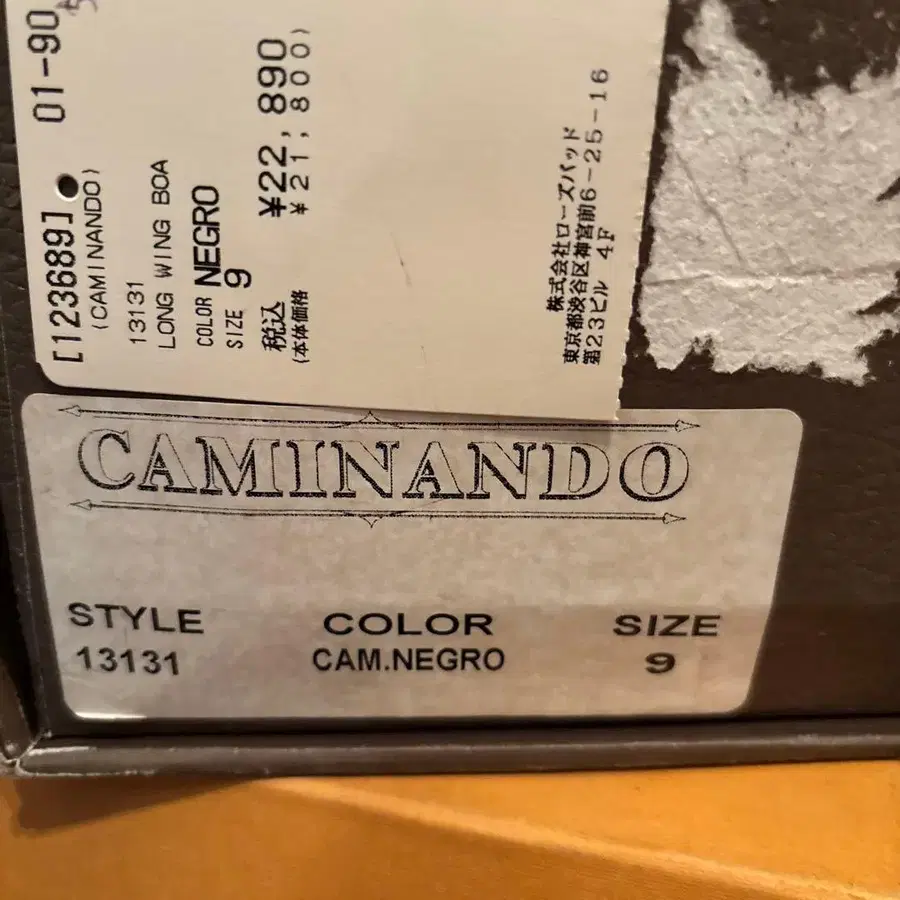 01-90
[123689]
(CAMINANDO)
13131
LONG WING BOA
COLOR NEGRO
SIZE 9
税込 ¥22,890
(本体価格 ¥21,800)
株式会社ローズバッド
東京都渋谷区神宮前6-25-16
第23ビル 4F
CAMINANDO
STYLE COLOR SIZE
13131 CAM.NEGRO 9